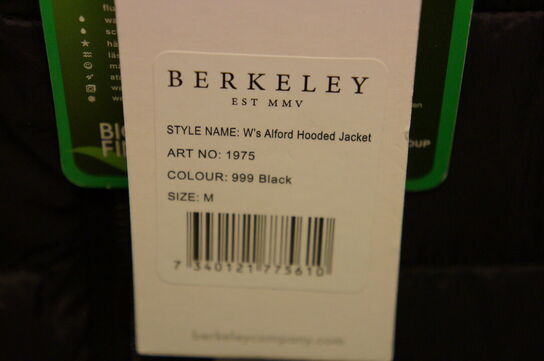 BERKELEY
EST MMV
STYLE NAME: W's Alford Hooded Jacket
ART NO: 1975
COLOUR: 999 Black
SIZE: M
7 340121 775610
berkeleycompany.com